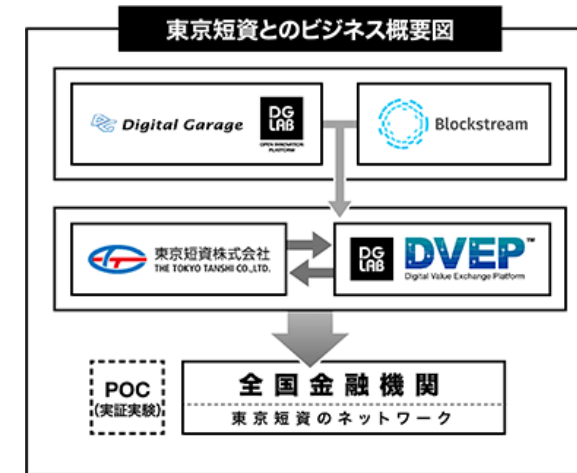 東京短資とのビジネス概要図
Digital Garage
DG
LAB
OPEN INNOVATION
PLATFORM
Blockstream
東京短資株式会社
THE TOKYO TANSHI CO.,LTD.
DG
LAB
DVEP™
Digital Value Exchange Platform
POC
(実証実験)
全国金融機関
東京短資のネットワーク